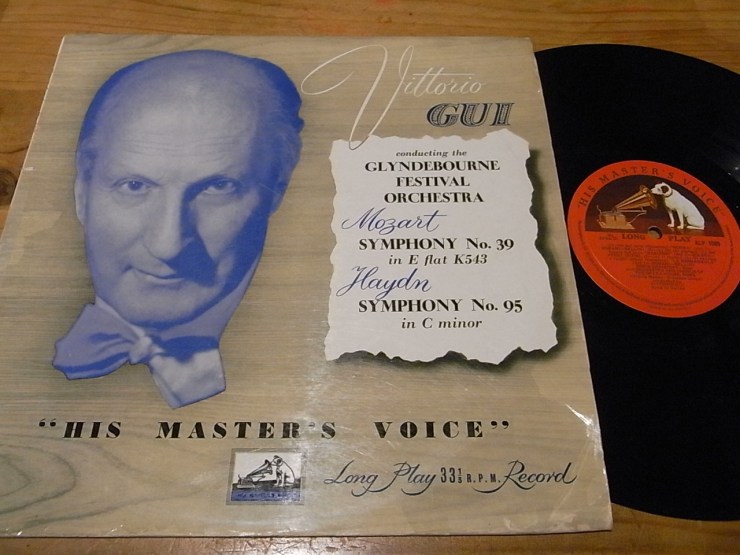 Vittorio
GUI
conducting the
GLYNDEBOURNE
FESTIVAL
ORCHESTRA
Mozart
SYMPHONY No. 39
in E flat K543
Haydn
SYMPHONY No. 95
in C minor
"HIS MASTER'S VOICE"
Long Play 33⅓ R.P.M. Record
HIS MASTER'S VOICE
LONG PLAY